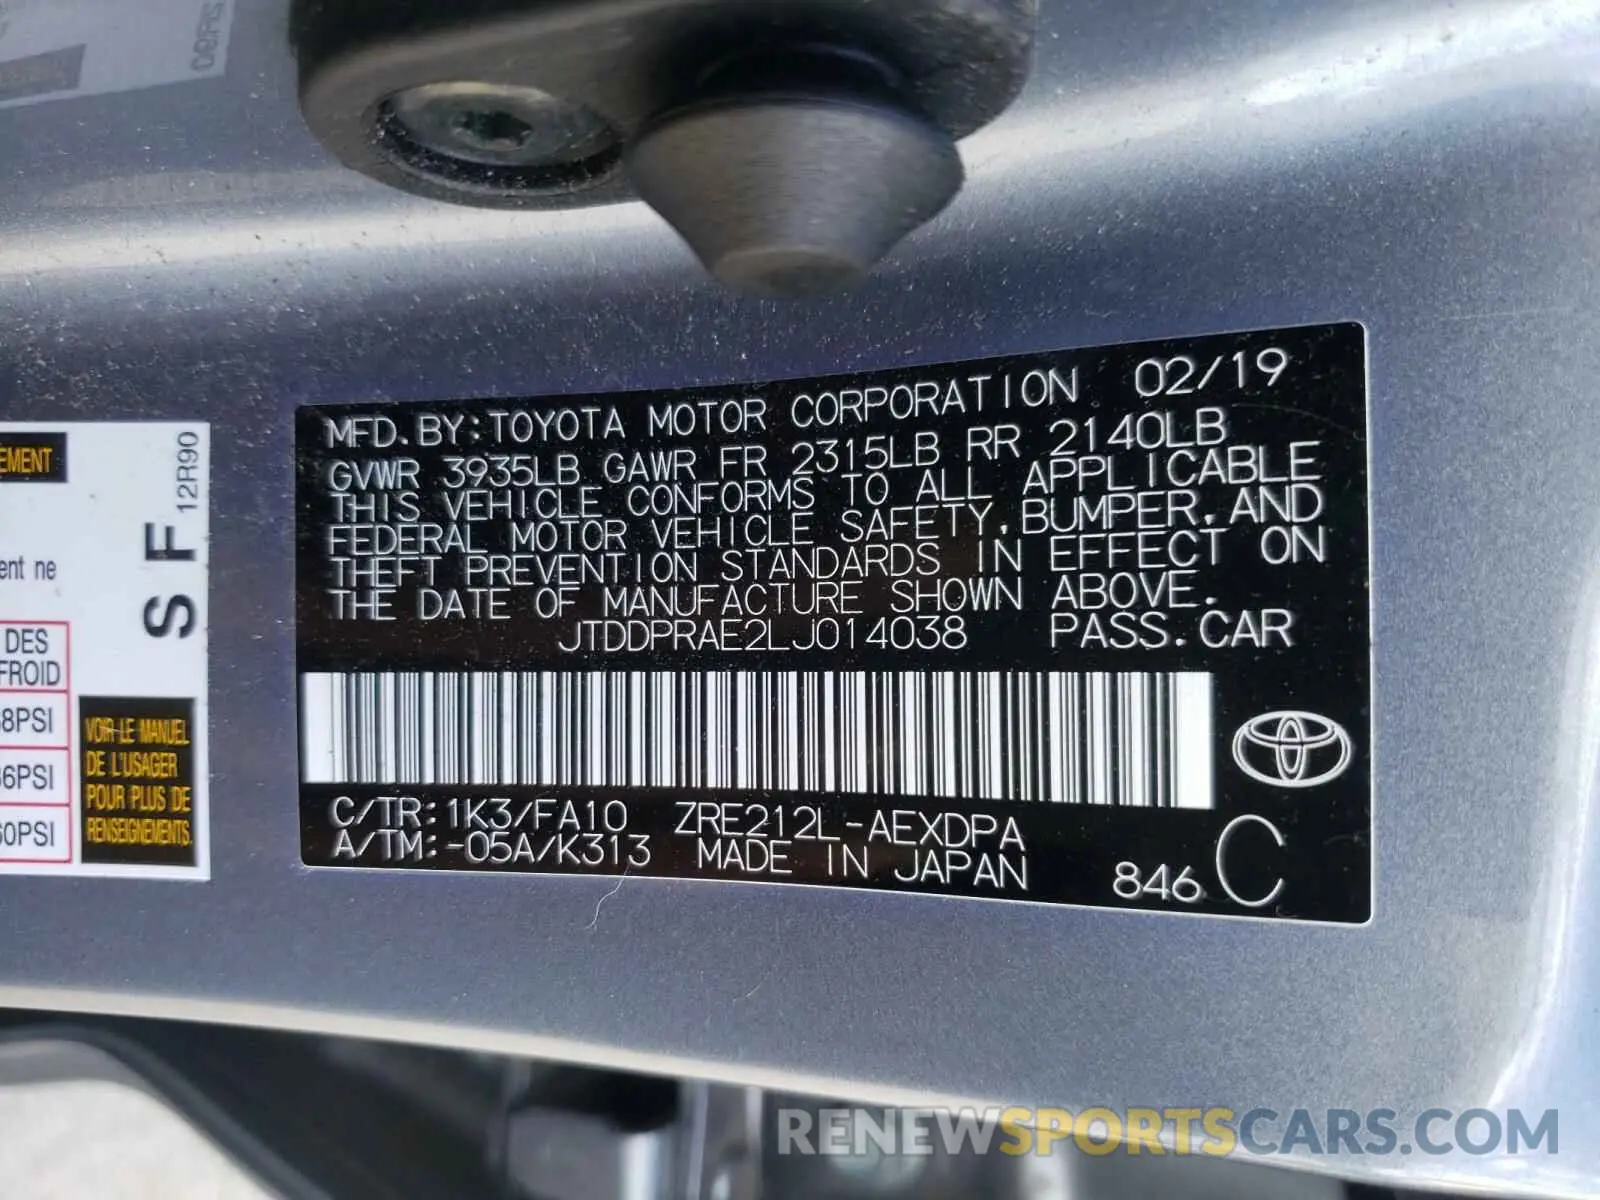 MFD.BY:TOYOTA MOTOR CORPORATION 02/19
GVWR 3935LB GAWR FR 2315LB RR 2140LB
THIS VEHICLE CONFORMS TO ALL APPLICABLE
FEDERAL MOTOR VEHICLE SAFETY,BUMPER,AND
THEFT PREVENTION STANDARDS IN EFFECT ON
THE DATE OF MANUFACTURE SHOWN ABOVE.
JTDDPRAE2LJ014038 PASS.CAR
C/TR:1K3/FA10 ZRE212L-AEXDPA
A/TM:-05A/K313 MADE IN JAPAN
846 C
EMENT
12R90
S F
ent ne
DES
FROID
8PSI
36PSI
60PSI
VOIR LE MANUEL
DE L'USAGER
POUR PLUS DE
RENSEIGNEMENTS.
RENEWSPORTSCARS.COM